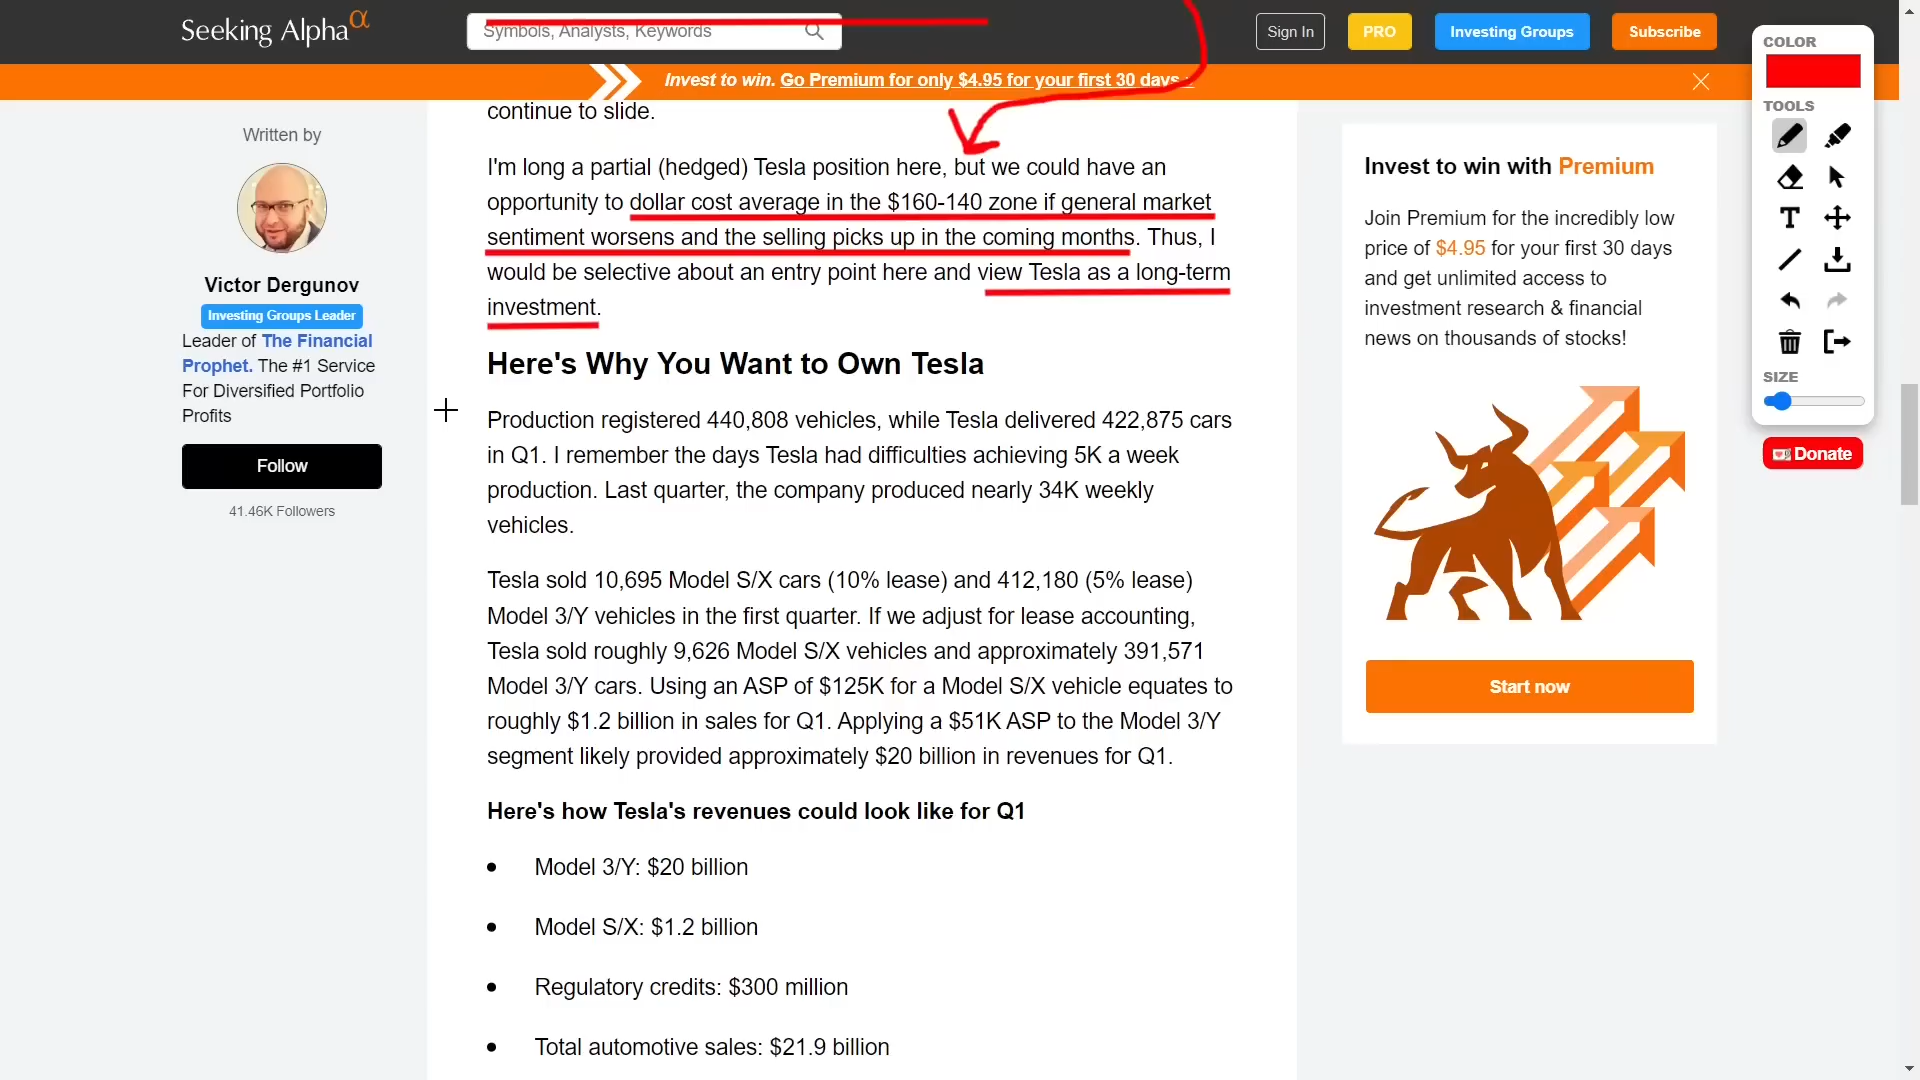 Seeking Alpha α
Symbols, Analysts, Keywords
Sign In
PRO
Investing Groups
Subscribe
Invest to win. Go Premium for only $4.95 for your first 30 days
Written by
Victor Dergunov
Investing Groups Leader
Leader of The Financial
Prophet. The #1 Service
For Diversified Portfolio
Profits
Follow
41.46K Followers
continue to slide.
I'm long a partial (hedged) Tesla position here, but we could have an
opportunity to dollar cost average in the $160-140 zone if general market
sentiment worsens and the selling picks up in the coming months. Thus, I
would be selective about an entry point here and view Tesla as a long-term
investment.
Here's Why You Want to Own Tesla
Production registered 440,808 vehicles, while Tesla delivered 422,875 cars
in Q1. I remember the days Tesla had difficulties achieving 5K a week
production. Last quarter, the company produced nearly 34K weekly
vehicles.
Tesla sold 10,695 Model S/X cars (10% lease) and 412,180 (5% lease)
Model 3/Y vehicles in the first quarter. If we adjust for lease accounting,
Tesla sold roughly 9,626 Model S/X vehicles and approximately 391,571
Model 3/Y cars. Using an ASP of $125K for a Model S/X vehicle equates to
roughly $1.2 billion in sales for Q1. Applying a $51K ASP to the Model 3/Y
segment likely provided approximately $20 billion in revenues for Q1.
Here's how Tesla's revenues could look like for Q1
• Model 3/Y: $20 billion
• Model S/X: $1.2 billion
• Regulatory credits: $300 million
• Total automotive sales: $21.9 billion
Invest to win with Premium
Join Premium for the incredibly low
price of $4.95 for your first 30 days
and get unlimited access to
investment research & financial
news on thousands of stocks!
Start now
COLOR
TOOLS
T
SIZE
Donate